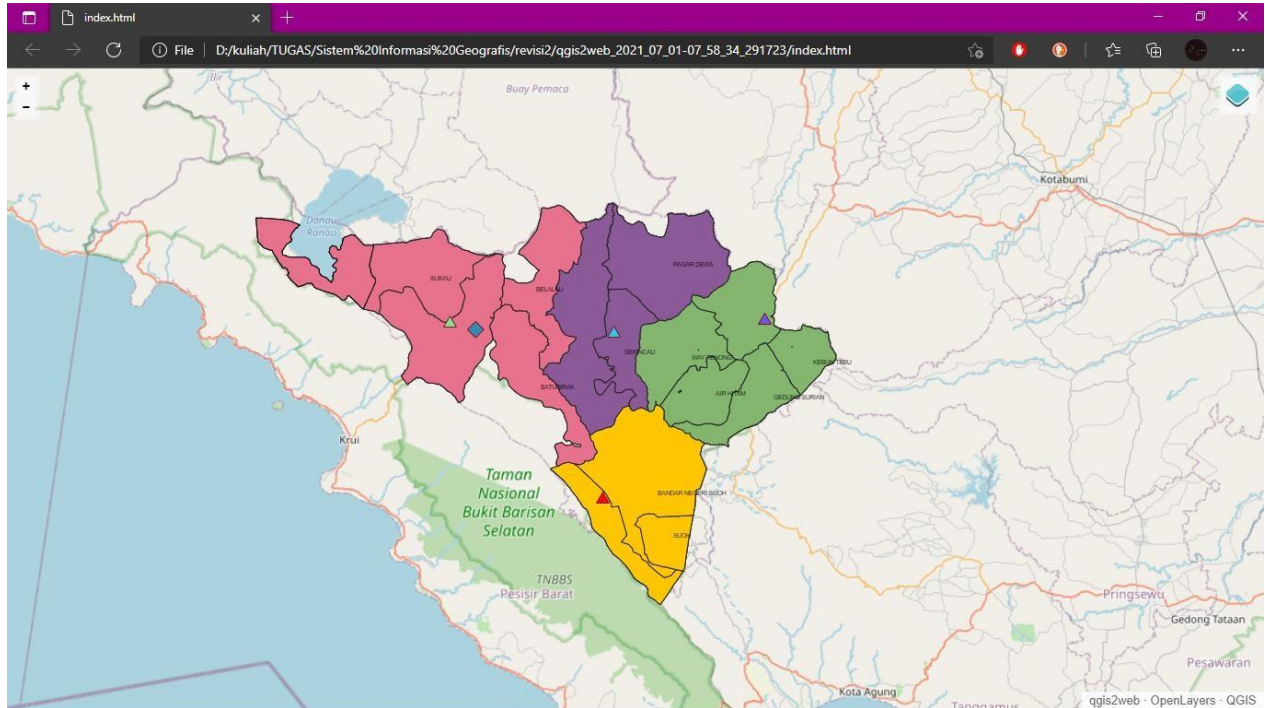 index.html
File D:/kuliah/TUGAS/Sistem%20Informasi%20Geografis/revisi2/qgis2web_2021_07_01-07_58_34_291723/index.html
+
-
Ilir
Buay Pemaca
Kotabumi
Danau
Ranau
SUKAU
BELALAU
PAGAR DEWA
SEKINCAU
WAY TENONG
KEBUN TEBU
BATU BRAK
AIR HITAM
GEDUNG SURIAN
Krui
Taman
Nasional
Bukit Barisan
Selatan
BANDAR NEGERI SUOH
SUOH
TNBBS
Pesisir Barat
Pringsewu
Gedong Tataan
Pesawaran
Kota Agung
Tanggamus
qgis2web · OpenLayers · QGIS